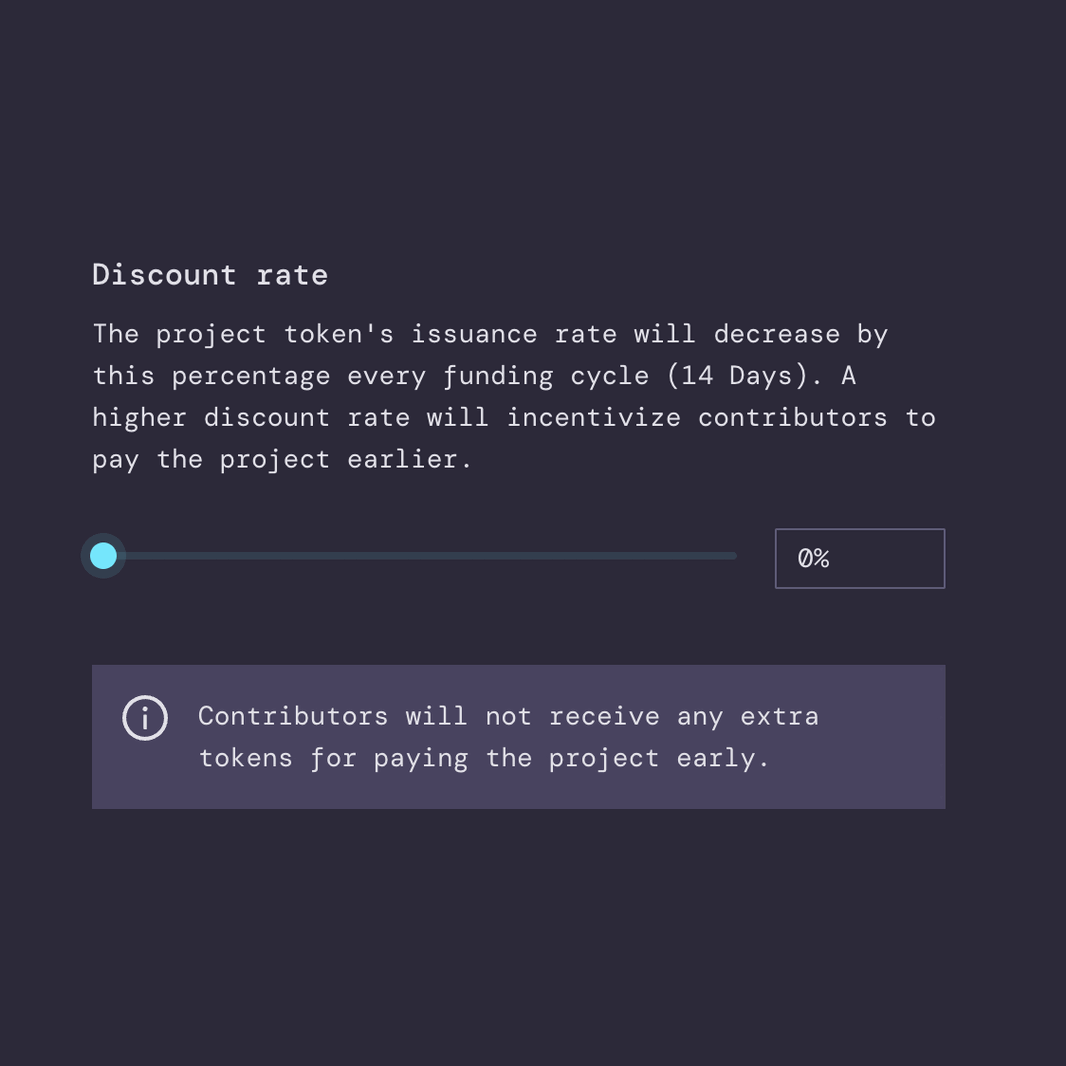 Discount rate
The project token's issuance rate will decrease by
this percentage every funding cycle (14 Days). A
higher discount rate will incentivize contributors to
pay the project earlier.
0%
Contributors will not receive any extra
tokens for paying the project early.